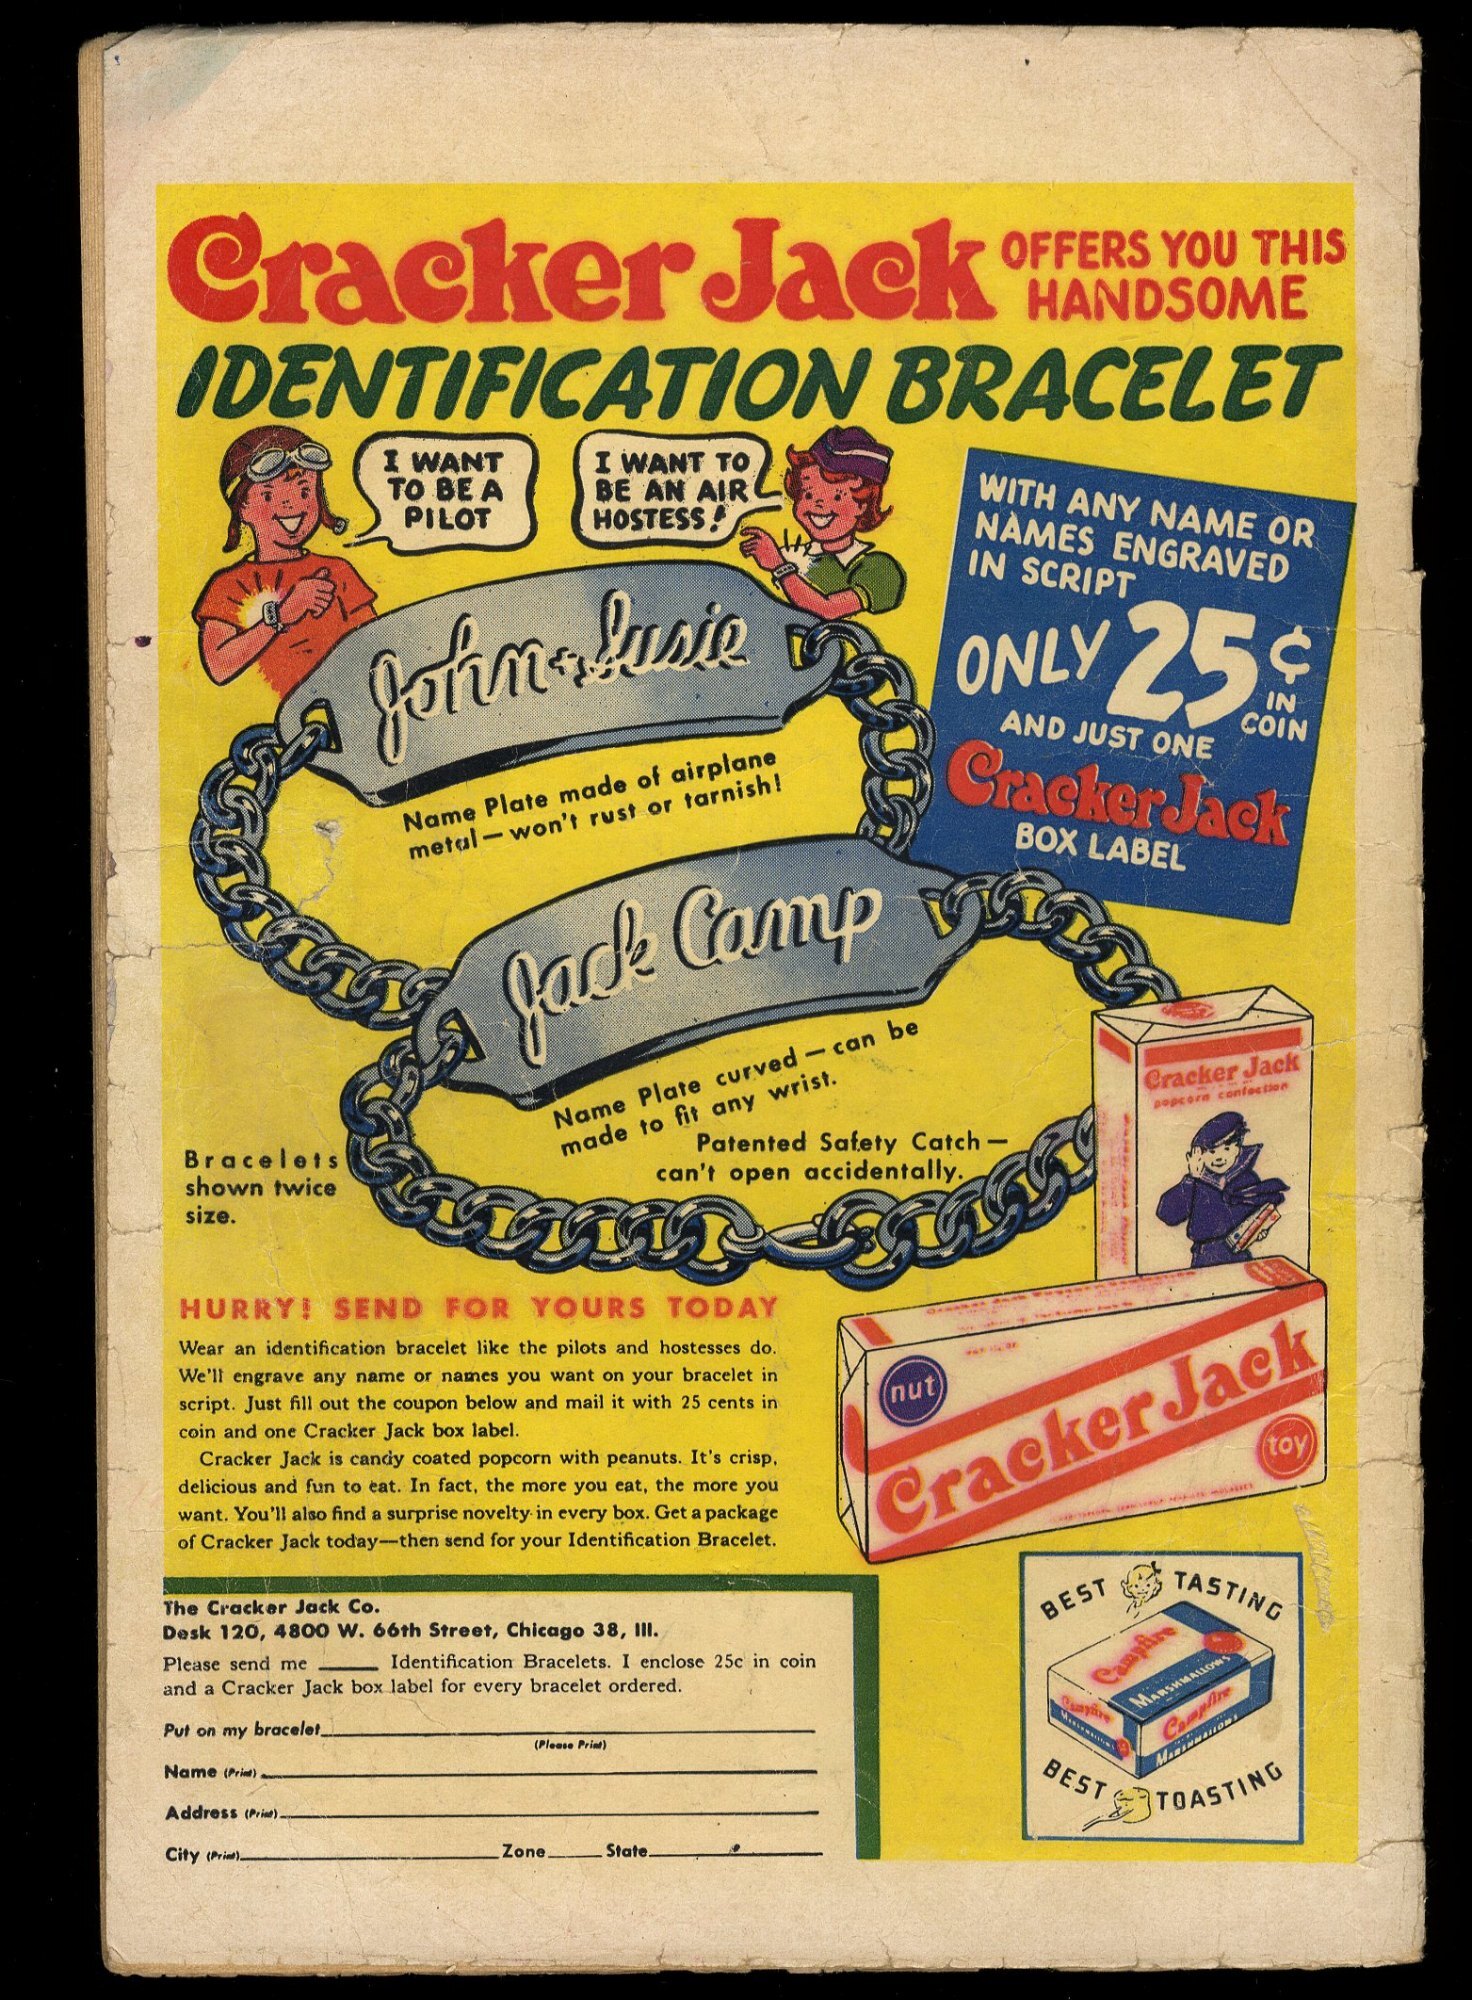 Cracker Jack OFFERS YOU THIS
HANDSOME
IDENTIFICATION BRACELET
I WANT
TO BE A
PILOT
I WANT TO
BE AN AIR
HOSTESS!
WITH ANY NAME OR
NAMES ENGRAVED
IN SCRIPT
ONLY 25¢
IN
COIN
AND JUST ONE
Cracker Jack
BOX LABEL
John & Susie
Name Plate made of airplane
metal — won't rust or tarnish!
Jack Camp
Name Plate curved — can be
made to fit any wrist.
Patented Safety Catch —
can't open accidentally.
Bracelets
shown twice
size.
Cracker Jack
popcorn confection
nut
Cracker Jack
toy
HURRY! SEND FOR YOURS TODAY
Wear an identification bracelet like the pilots and hostesses do.
We'll engrave any name or names you want on your bracelet in
script. Just fill out the coupon below and mail it with 25 cents in
coin and one Cracker Jack box label.
Cracker Jack is candy coated popcorn with peanuts. It's crisp,
delicious and fun to eat. In fact, the more you eat, the more you
want. You'll also find a surprise novelty in every box. Get a package
of Cracker Jack today—then send for your Identification Bracelet.
The Cracker Jack Co.
Desk 120, 4800 W. 66th Street, Chicago 38, Ill.
Please send me ____ Identification Bracelets. I enclose 25c in coin
and a Cracker Jack box label for every bracelet ordered.
Put on my bracelet
(Please Print)
Name (Print)
Address (Print)
City (Print) Zone State
BEST TASTING
Campfire
MARSHMALLOWS
Campfire
MARSHMALLOWS
Campfire
MARSHMALLOWS
BEST TOASTING